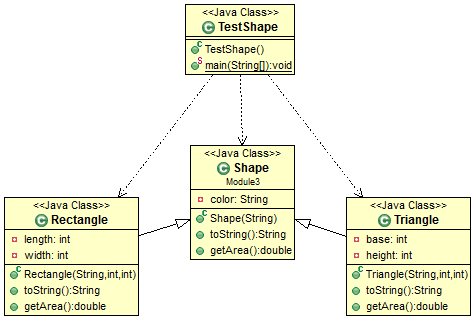 <<Java Class>>
TestShape
TestShape()
main(String[]):void
<<Java Class>>
Shape
Module3
color: String
Shape(String)
toString():String
getArea():double
<<Java Class>>
Rectangle
length: int
width: int
Rectangle(String,int,int)
toString():String
getArea():double
<<Java Class>>
Triangle
base: int
height: int
Triangle(String,int,int)
toString():String
getArea():double